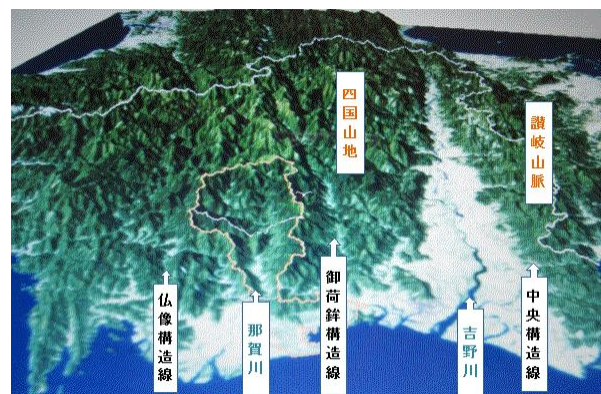 四国山地
讃岐山脈
仏像構造線
那賀川
御荷鉾構造線
吉野川
中央構造線